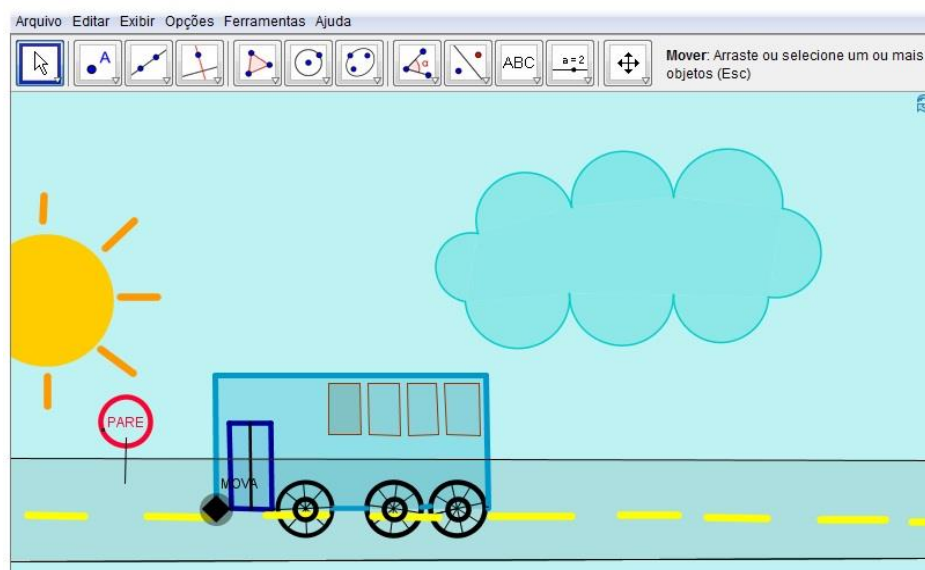 Arquivo Editar Exibir Opções Ferramentas Ajuda
A
α
ABC
a=2
Mover: Arraste ou selecione um ou mais
objetos (Esc)
PARE
MOVA